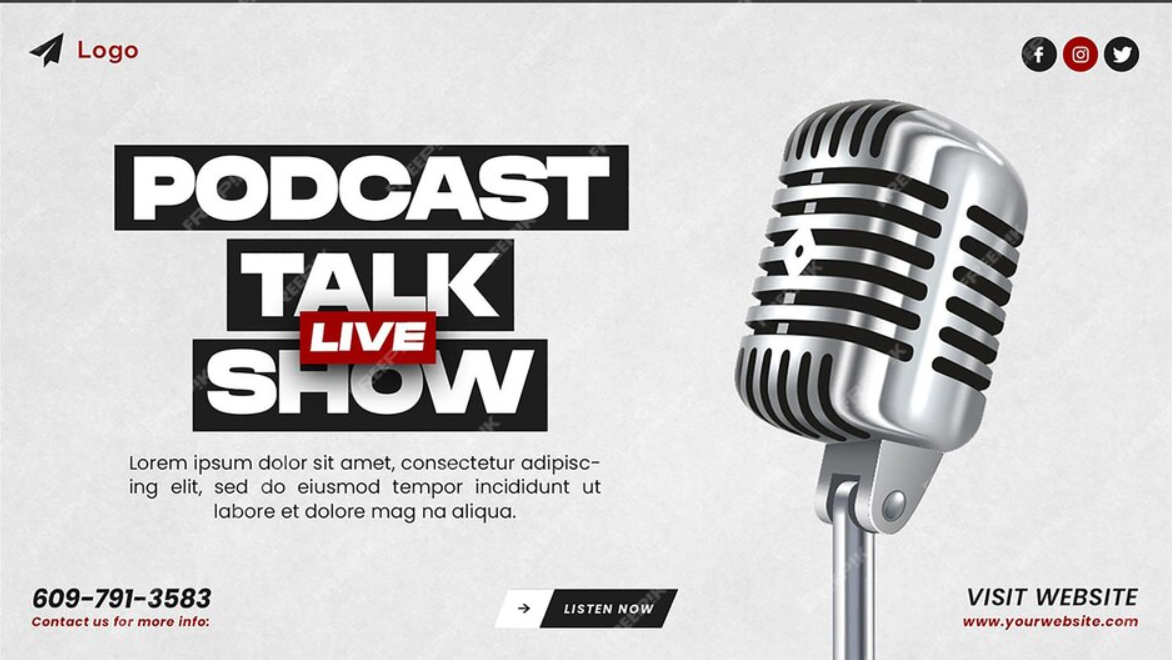 Logo
PODCAST
TALK
LIVE
SHOW
Lorem ipsum dolor sit amet, consectetur adipisc-
ing elit, sed do eiusmod tempor incididunt ut
labore et dolore mag na aliqua.
609-791-3583
Contact us for more info:
LISTEN NOW
VISIT WEBSITE
www.yourwebsite.com